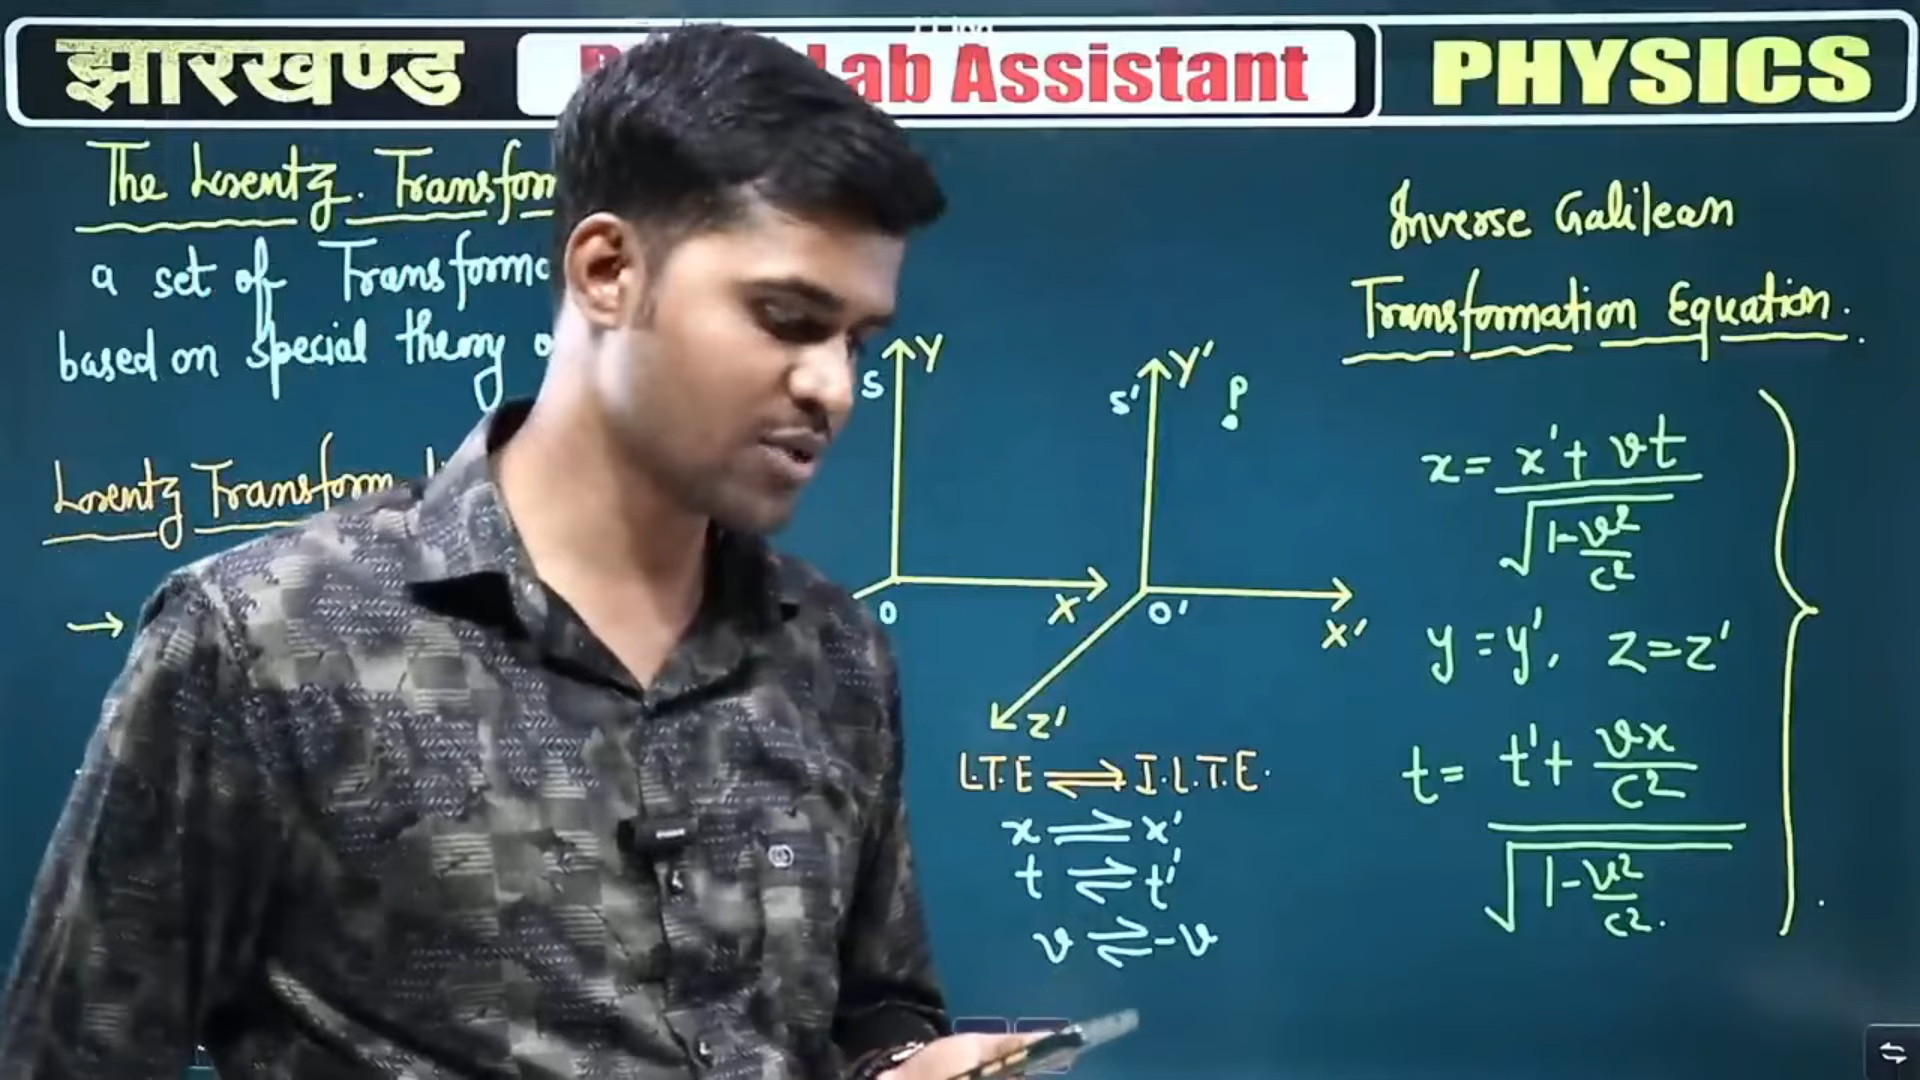 झारखण्ड
Lab Assistant
PHYSICS
The Lorentz Transform
a set of Transforma
based on special theory o
Lorentz Transform
→
S
Y
O
X
S'
Y'
P
O'
X'
Z'
L.T.E ⇌ I.L.T.E.
x ⇌ x'
t ⇌ t'
v ⇌ -v
Inverse Galilean
Transformation Equation.
x = x' + vt / √(1-v²/c²)
y = y', z = z'
t = t' + vx/c² / √(1-v²/c²)